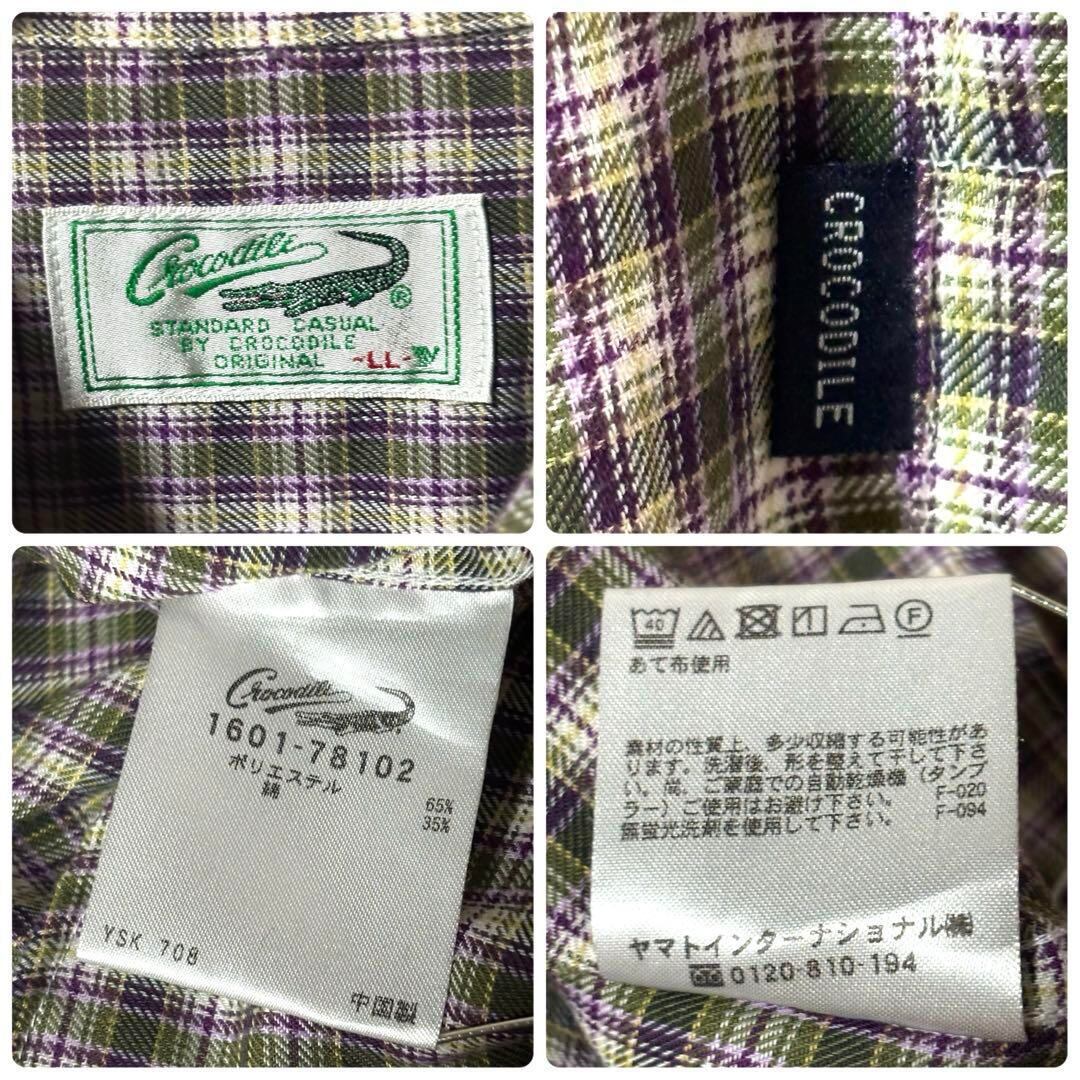 Crocodile
®
STANDARD CASUAL
BY CROCODILE
ORIGINAL -LL-
CROCODILE
Crocodile
1601-78102
ポリエステル 65%
綿 35%
YSK 708
中国製
40 F
あて布使用
素材の性質上、多少収縮する可能性があ
ります。洗濯後、形を整えて干して下さ
い。尚、ご家庭での自動乾燥機（タンブ
ラー）ご使用はお避け下さい。 F-020
無蛍光洗剤を使用して下さい。 F-094
ヤマトインターナショナル㈱
0120-810-194